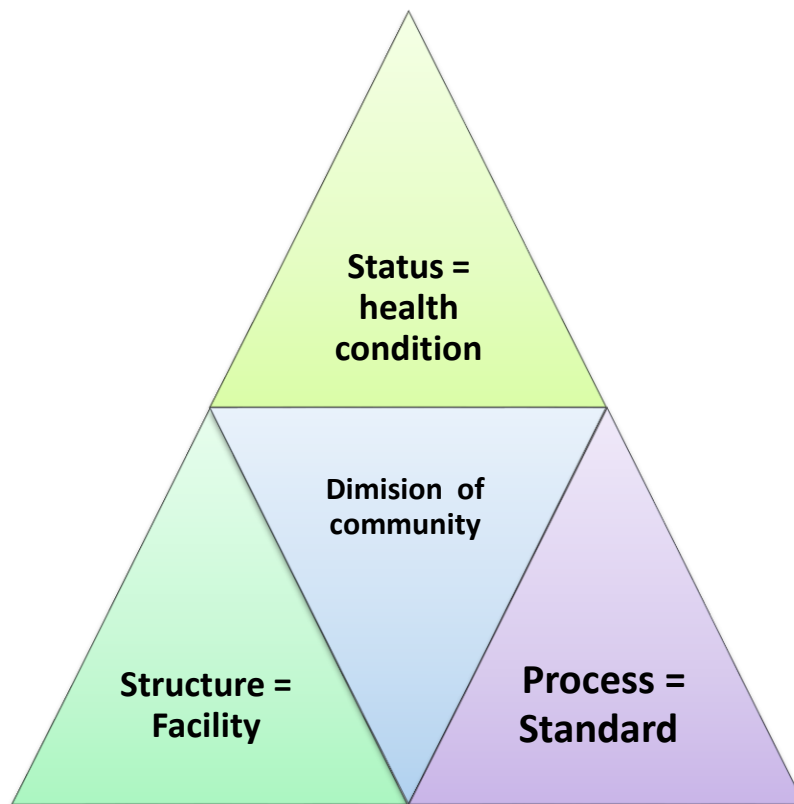 Status =
health
condition
Dimision of
community
Structure =
Facility
Process =
Standard